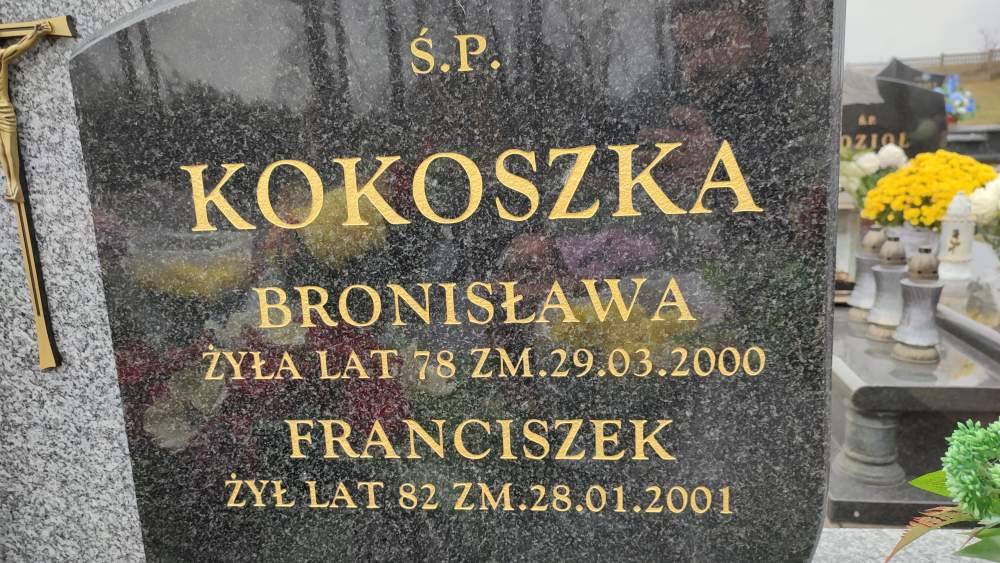 Ś.P.
KOKOSZKA
BRONISŁAWA
ŻYŁA LAT 78 ZM.29.03.2000
FRANCISZEK
ŻYŁ LAT 82 ZM.28.01.2001